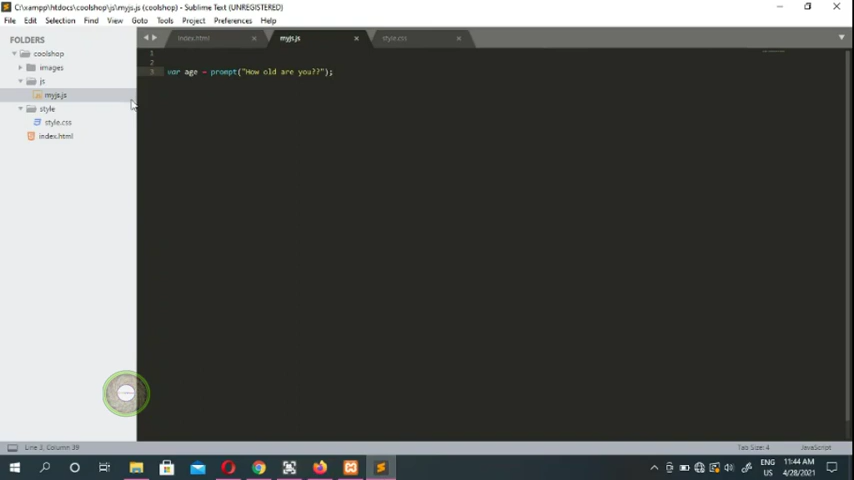 C:\xampp\htdocs\coolshop\js\myjs.js (coolshop) - Sublime Text (UNREGISTERED)
File Edit Selection Find View Goto Tools Project Preferences Help
FOLDERS
coolshop
images
js
myjs.js
style
style.css
index.html
index.html myjs.js style.css
1
2
3 var age = prompt("How old are you??");
Line 3, Column 39 Tab Size: 4 JavaScript
ENG
US
11:44 AM
4/28/2021